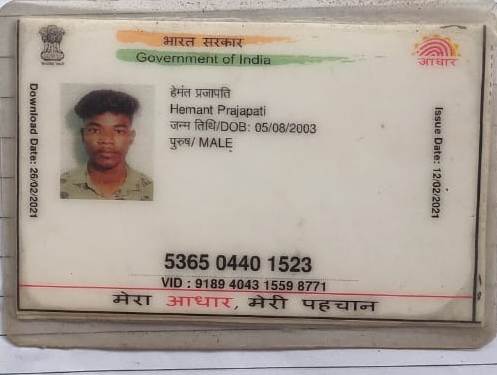 भारत सरकार
Government of India
आधार
Download Date: 26/02/2021
हेमंत प्रजापति
Hemant Prajapati
जन्म तिथि/DOB: 05/08/2003
पुरुष/ MALE
Issue Date: 12/02/2021
5365 0440 1523
VID : 9189 4043 1559 8771
मेरा आधार, मेरी पहचान